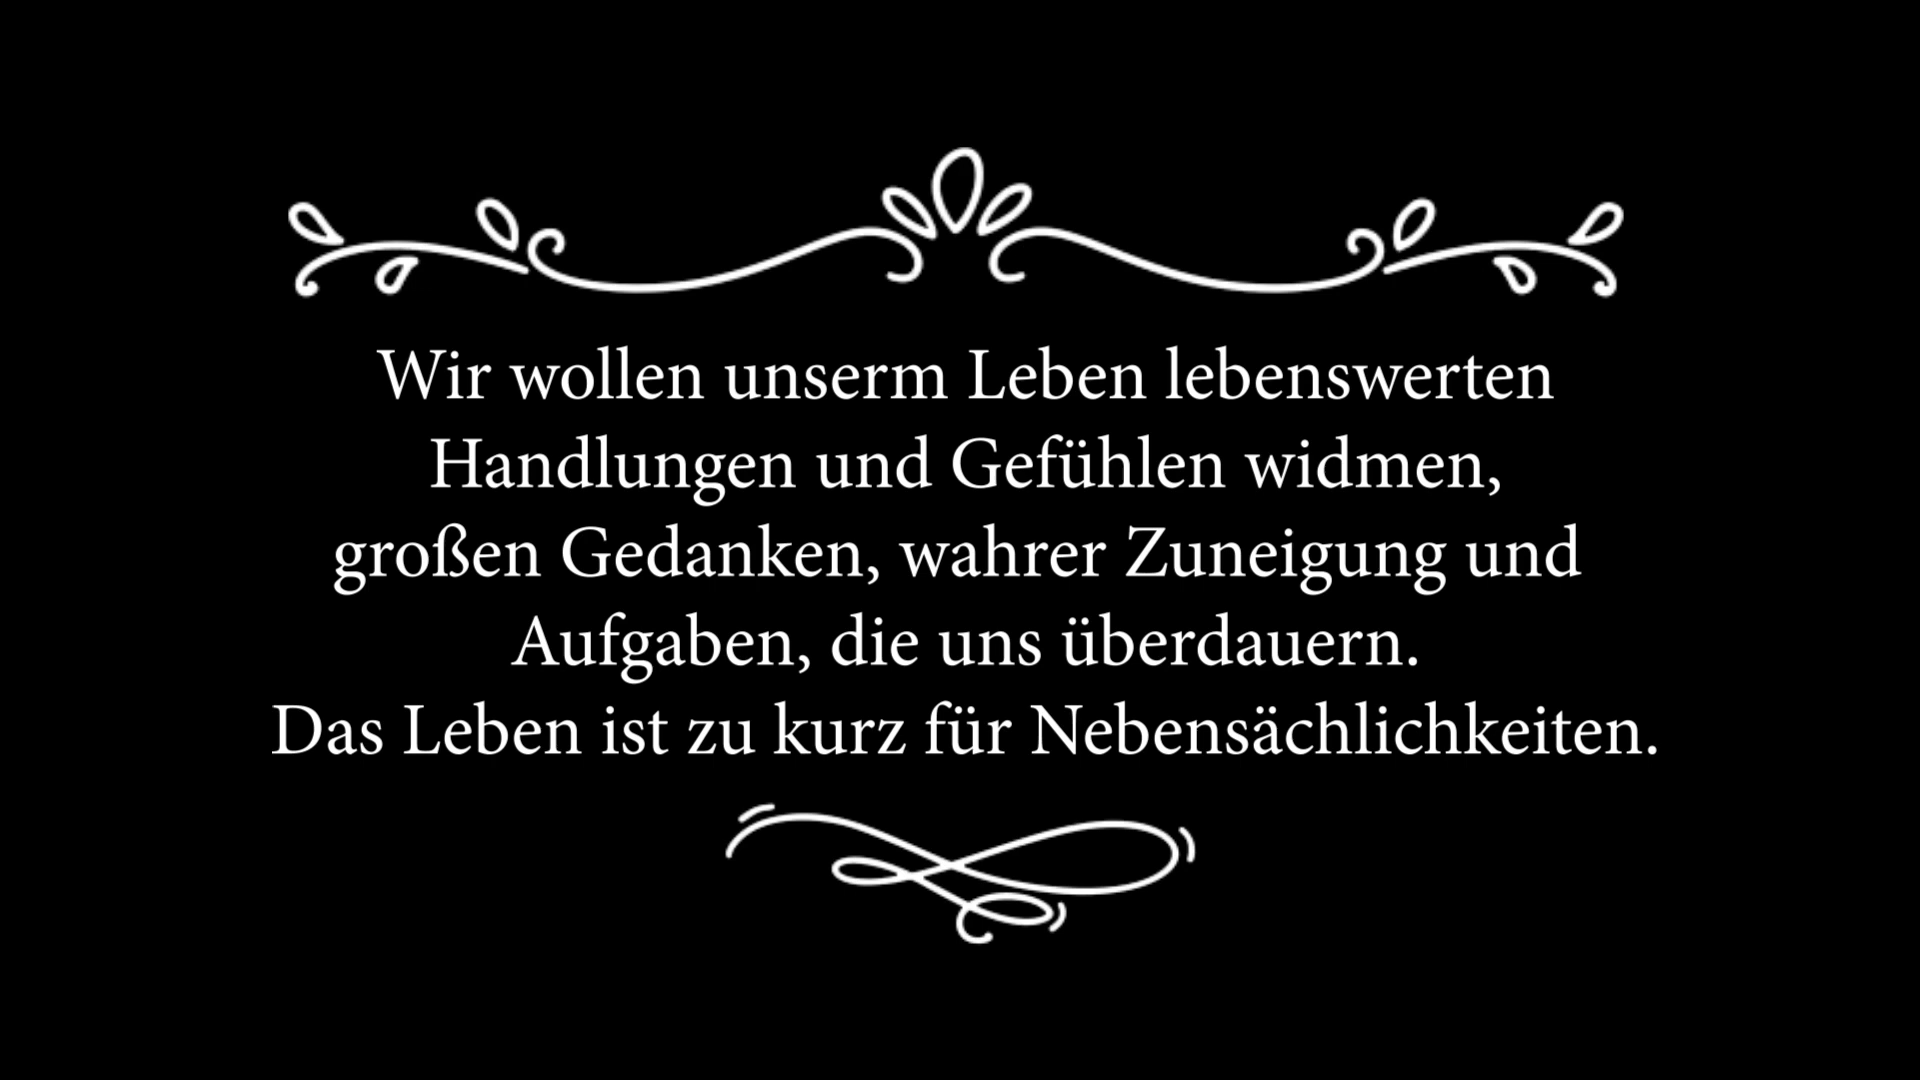 Wir wollen unserm Leben lebenswerten
Handlungen und Gefühlen widmen,
großen Gedanken, wahrer Zuneigung und
Aufgaben, die uns überdauern.
Das Leben ist zu kurz für Nebensächlichkeiten.